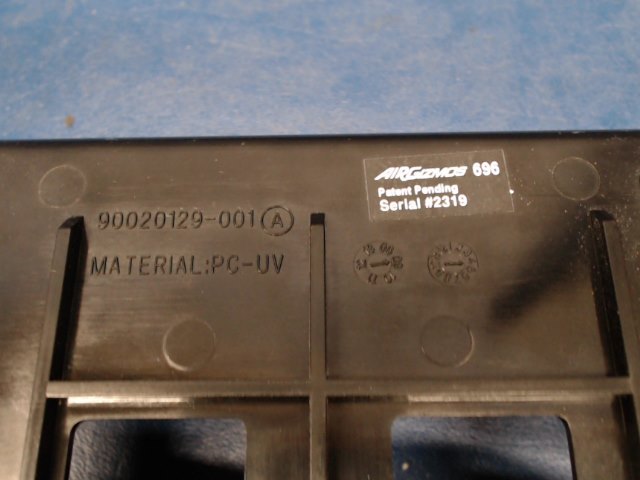 AIRGIZMOS 696
Patent Pending
Serial #2319
90020129-001 A
MATERIAL:PC-UV